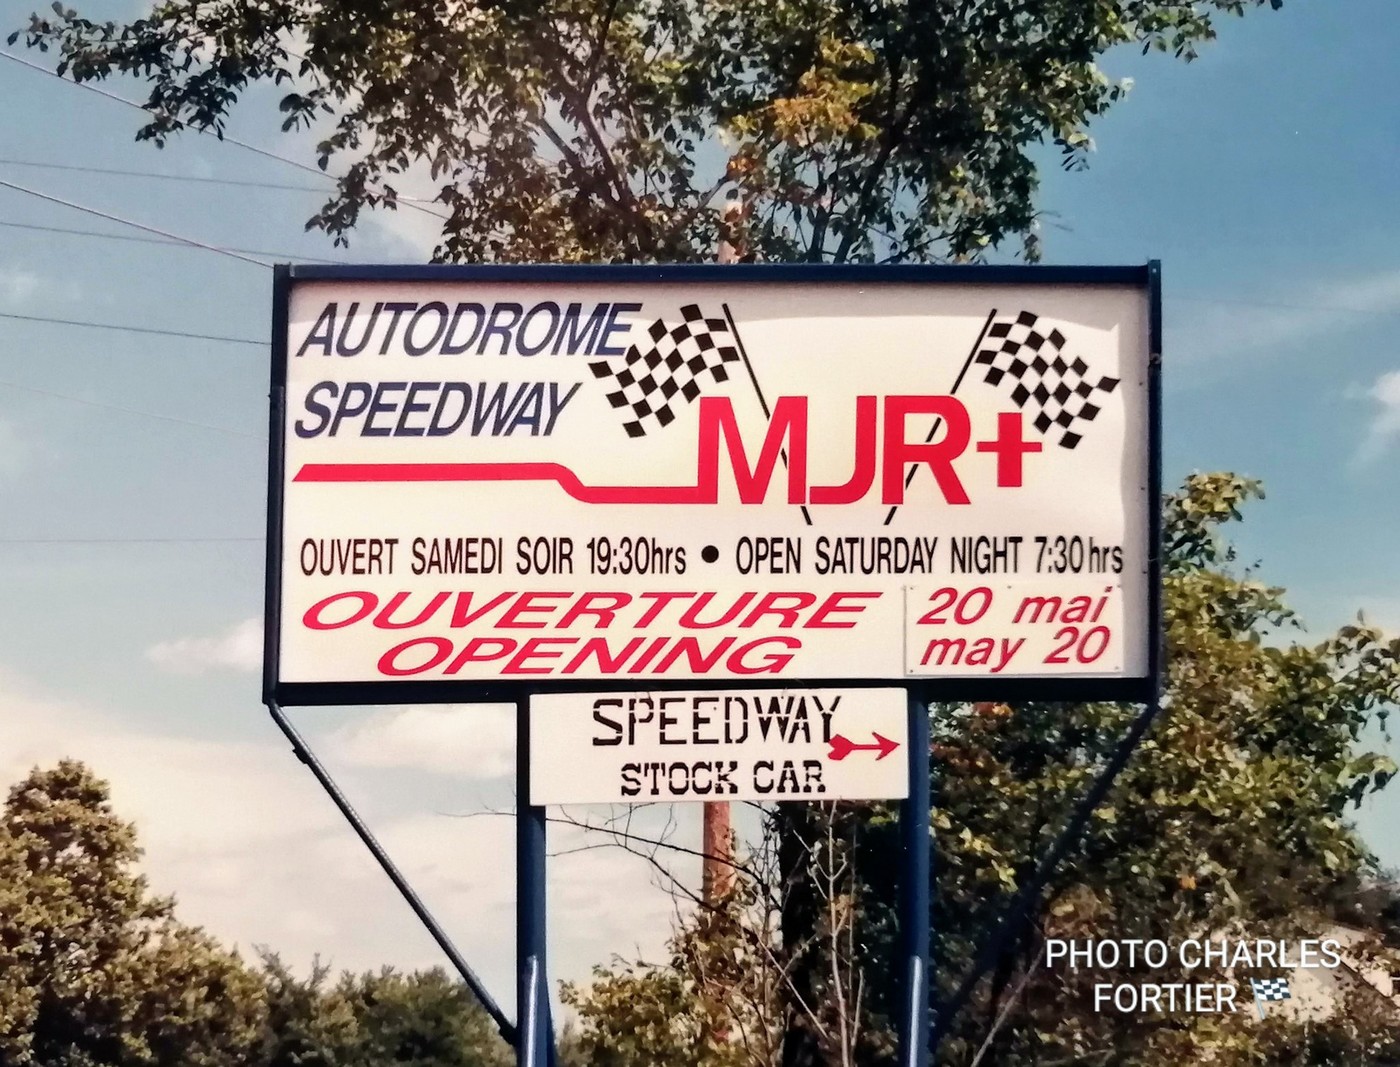 AUTODROME
SPEEDWAY
MJR+
OUVERT SAMEDI SOIR 19:30hrs • OPEN SATURDAY NIGHT 7:30hrs
OUVERTURE
OPENING
20 mai
may 20
SPEEDWAY
STOCK CAR
PHOTO CHARLES
FORTIER